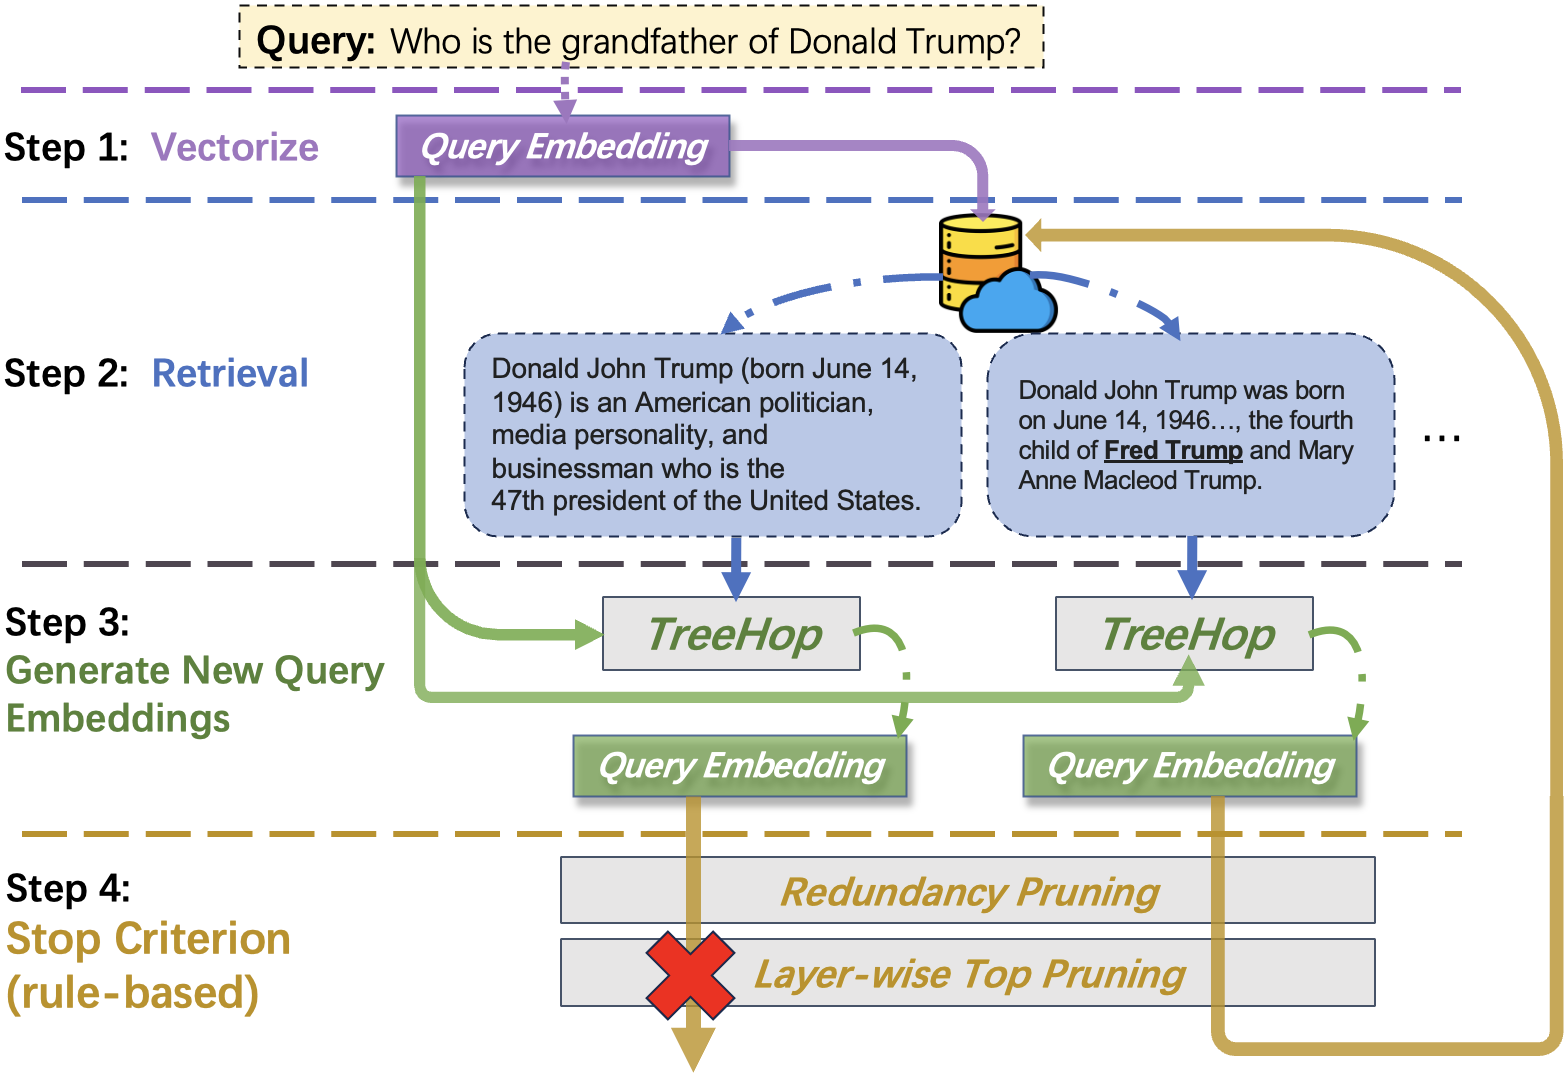 Query: Who is the grandfather of Donald Trump?
Step 1: Vectorize
Query Embedding
Step 2: Retrieval
Donald John Trump (born June 14,
1946) is an American politician,
media personality, and
businessman who is the
47th president of the United States.
Donald John Trump was born
on June 14, 1946…, the fourth
child of Fred Trump and Mary
Anne Macleod Trump.
...
Step 3:
Generate New Query
Embeddings
TreeHop
TreeHop
Query Embedding
Query Embedding
Step 4:
Stop Criterion
(rule-based)
Redundancy Pruning
Layer-wise Top Pruning